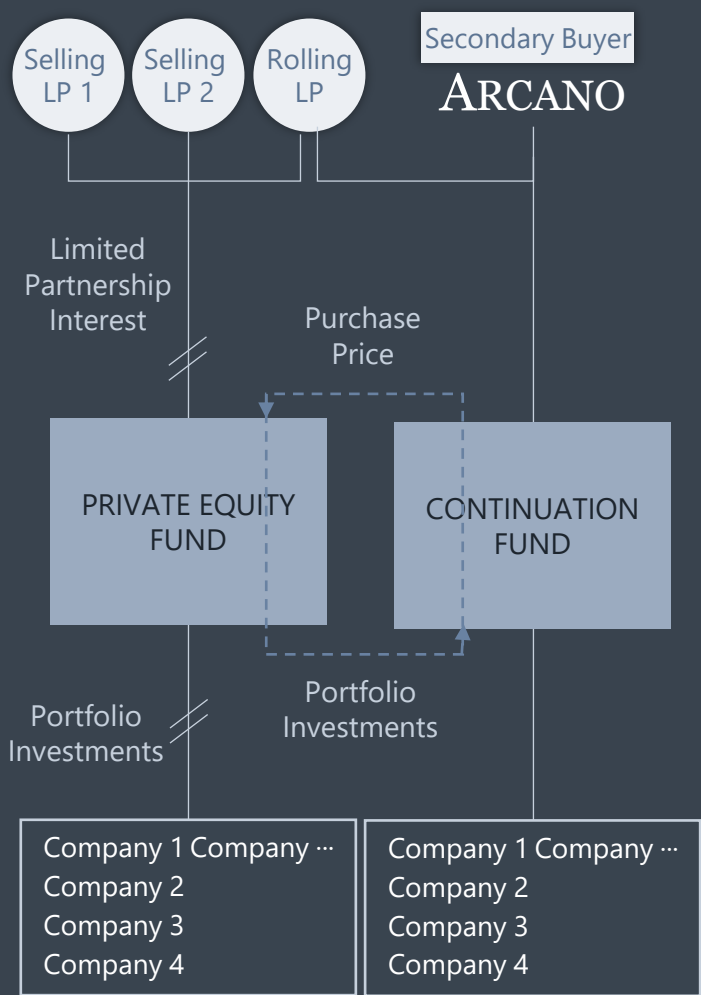 Selling
LP 1
Selling
LP 2
Rolling
LP
Secondary Buyer
ARCANO
Limited
Partnership
Interest
Purchase
Price
PRIVATE EQUITY
FUND
CONTINUATION
FUND
Portfolio
Investments
Portfolio
Investments
Company 1 Company ···
Company 2
Company 3
Company 4
Company 1 Company ···
Company 2
Company 3
Company 4